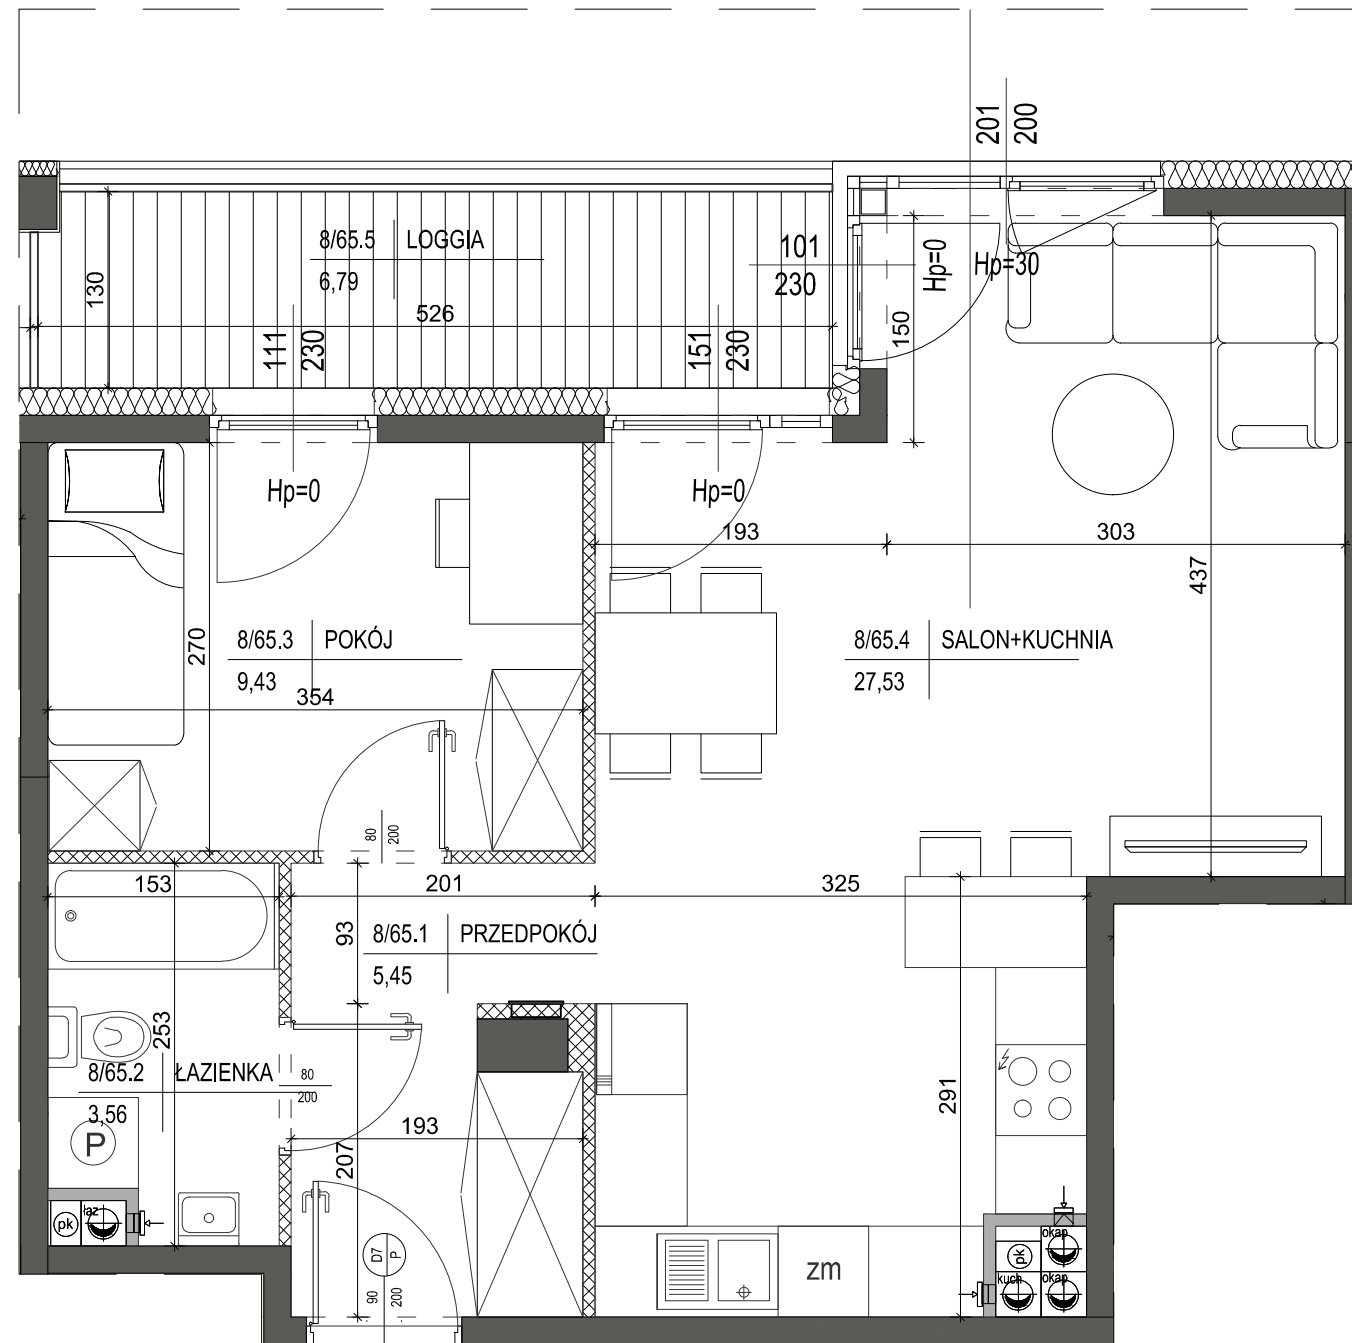 201
200
8/65.5 LOGGIA
6,79
101
230
Hp=0
Hp=30
130
526
150
111
230
151
230
Hp=0
Hp=0
193
303
437
270
8/65.3 POKÓJ
9,43
354
8/65.4 SALON+KUCHNIA
27,53
80
200
153
201
325
93
8/65.1 PRZEDPOKÓJ
5,45
253
8/65.2 ŁAZIENKA
3,56
80
200
P
291
193
207
pk
łaz
D7
P
90
200
zm
okap
pk
kuch
okap